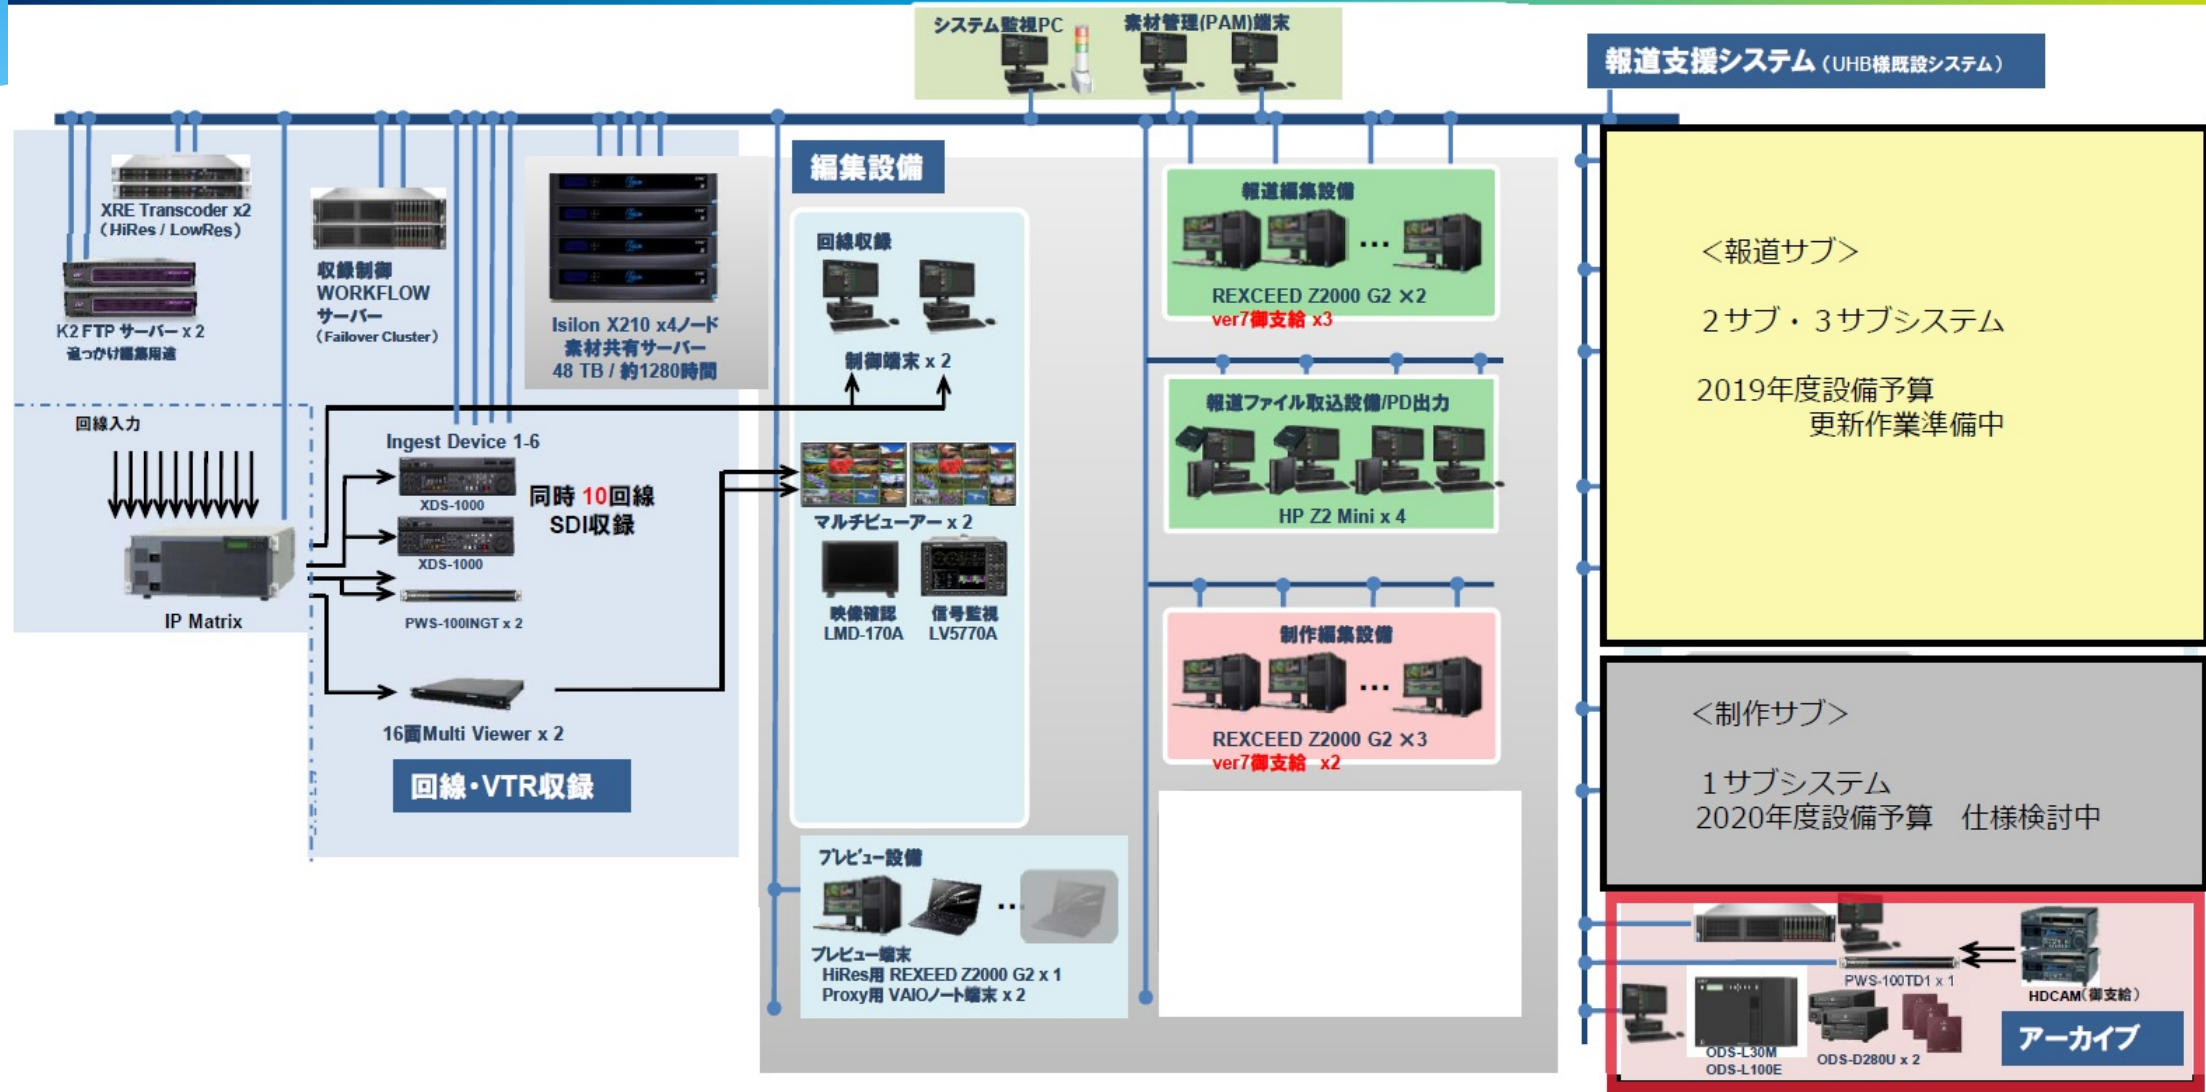 システム監視PC
素材管理(PAM)端末
報道支援システム（UHB様既設システム）
XRE Transcoder x2
（HiRes / LowRes）
K2 FTP サーバー x 2
追っかけ編集用途
収録制御
WORKFLOW
サーバー
（Failover Cluster）
Isilon X210 x4ノード
素材共有サーバー
48 TB / 約1280時間
回線入力
IP Matrix
Ingest Device 1-6
XDS-1000
XDS-1000
同時 10回線
SDI収録
PWS-100INGT x 2
16面Multi Viewer x 2
回線・VTR収録
編集設備
回線収録
制御端末 x 2
マルチビューアー x 2
映像確認
LMD-170A
信号監視
LV5770A
プレビュー設備
...
プレビュー端末
HiRes用 REXEED Z2000 G2 x 1
Proxy用 VAIOノート端末 x 2
報道編集設備
...
REXCEED Z2000 G2 ×2
ver7御支給 x3
報道ファイル取込設備/PD出力
HP Z2 Mini x 4
制作編集設備
...
REXCEED Z2000 G2 ×3
ver7御支給 x2
＜報道サブ＞
２サブ・３サブシステム
2019年度設備予算
更新作業準備中
＜制作サブ＞
１サブシステム
2020年度設備予算　仕様検討中
PWS-100TD1 x 1
HDCAM（御支給）
ODS-L30M
ODS-L100E
ODS-D280U x 2
アーカイブ